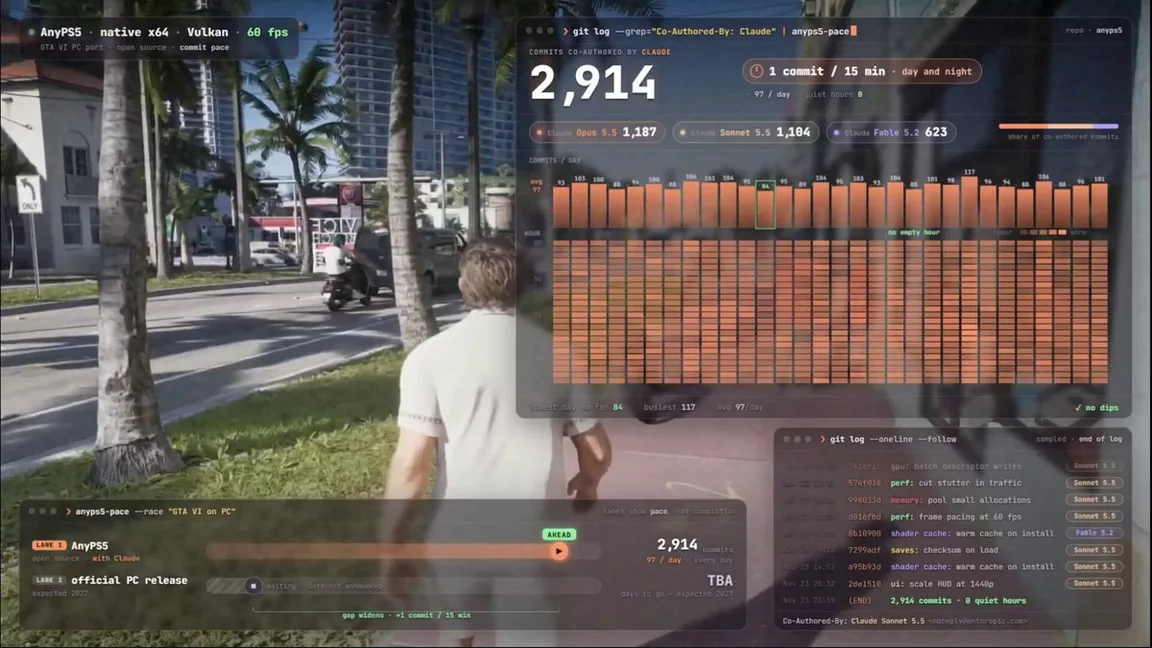 AnyPS5 · native x64 · Vulkan · 60 fps
GTA VI PC port · open source · commit pace
ONLY
VICE
❯ git log --grep="Co-Authored-By: Claude" | anyps5-pace
repo · anyps5
COMMITS CO-AUTHORED BY CLAUDE
2,914
1 commit / 15 min · day and night
97 / day · quiet hours 0
Claude Opus 5.5 1,187
Claude Sonnet 5.5 1,104
Claude Fable 5.2 623
share of co-authored commits
COMMITS / DAY
avg
97
93 103 100 88 94 100 88 106 103 104 95 84 95 89 104 95 103 93 104 88 101 98 117 96 94 88 106 88 96 101
HOUR
no empty hour
lowest day so far 84 busiest 117 avg 97/day
✓ no dips
❯ git log --oneline --follow
sampled · end of log
gpu: batch descriptor writes Sonnet 5.5
574f038 perf: cut stutter in traffic Sonnet 5.5
998033d memory: pool small allocations Sonnet 5.5
d016fbd perf: frame pacing at 60 fps Sonnet 5.5
8b10900 shader cache: warm cache on install Fable 5.2
7299adf saves: checksum on load Sonnet 5.5
Nov 23 14:53 a95b93d shader cache: warm cache on install Sonnet 5.5
Nov 23 20:32 2de1510 ui: scale HUD at 1440p Sonnet 5.5
Nov 23 23:59 (END) 2,914 commits · 0 quiet hours
Co-Authored-By: Claude Sonnet 5.5 <noreply@anthropic.com>
❯ anyps5-pace --race "GTA VI on PC"
lanes show pace, not completion
AHEAD
LANE 1 AnyPS5
open source · with Claude
2,914 commits
97 / day · every day
LANE 2 official PC release
expected 2027
waiting · date not announced
TBA
days to go · expected 2027
gap widens · +1 commit / 15 min